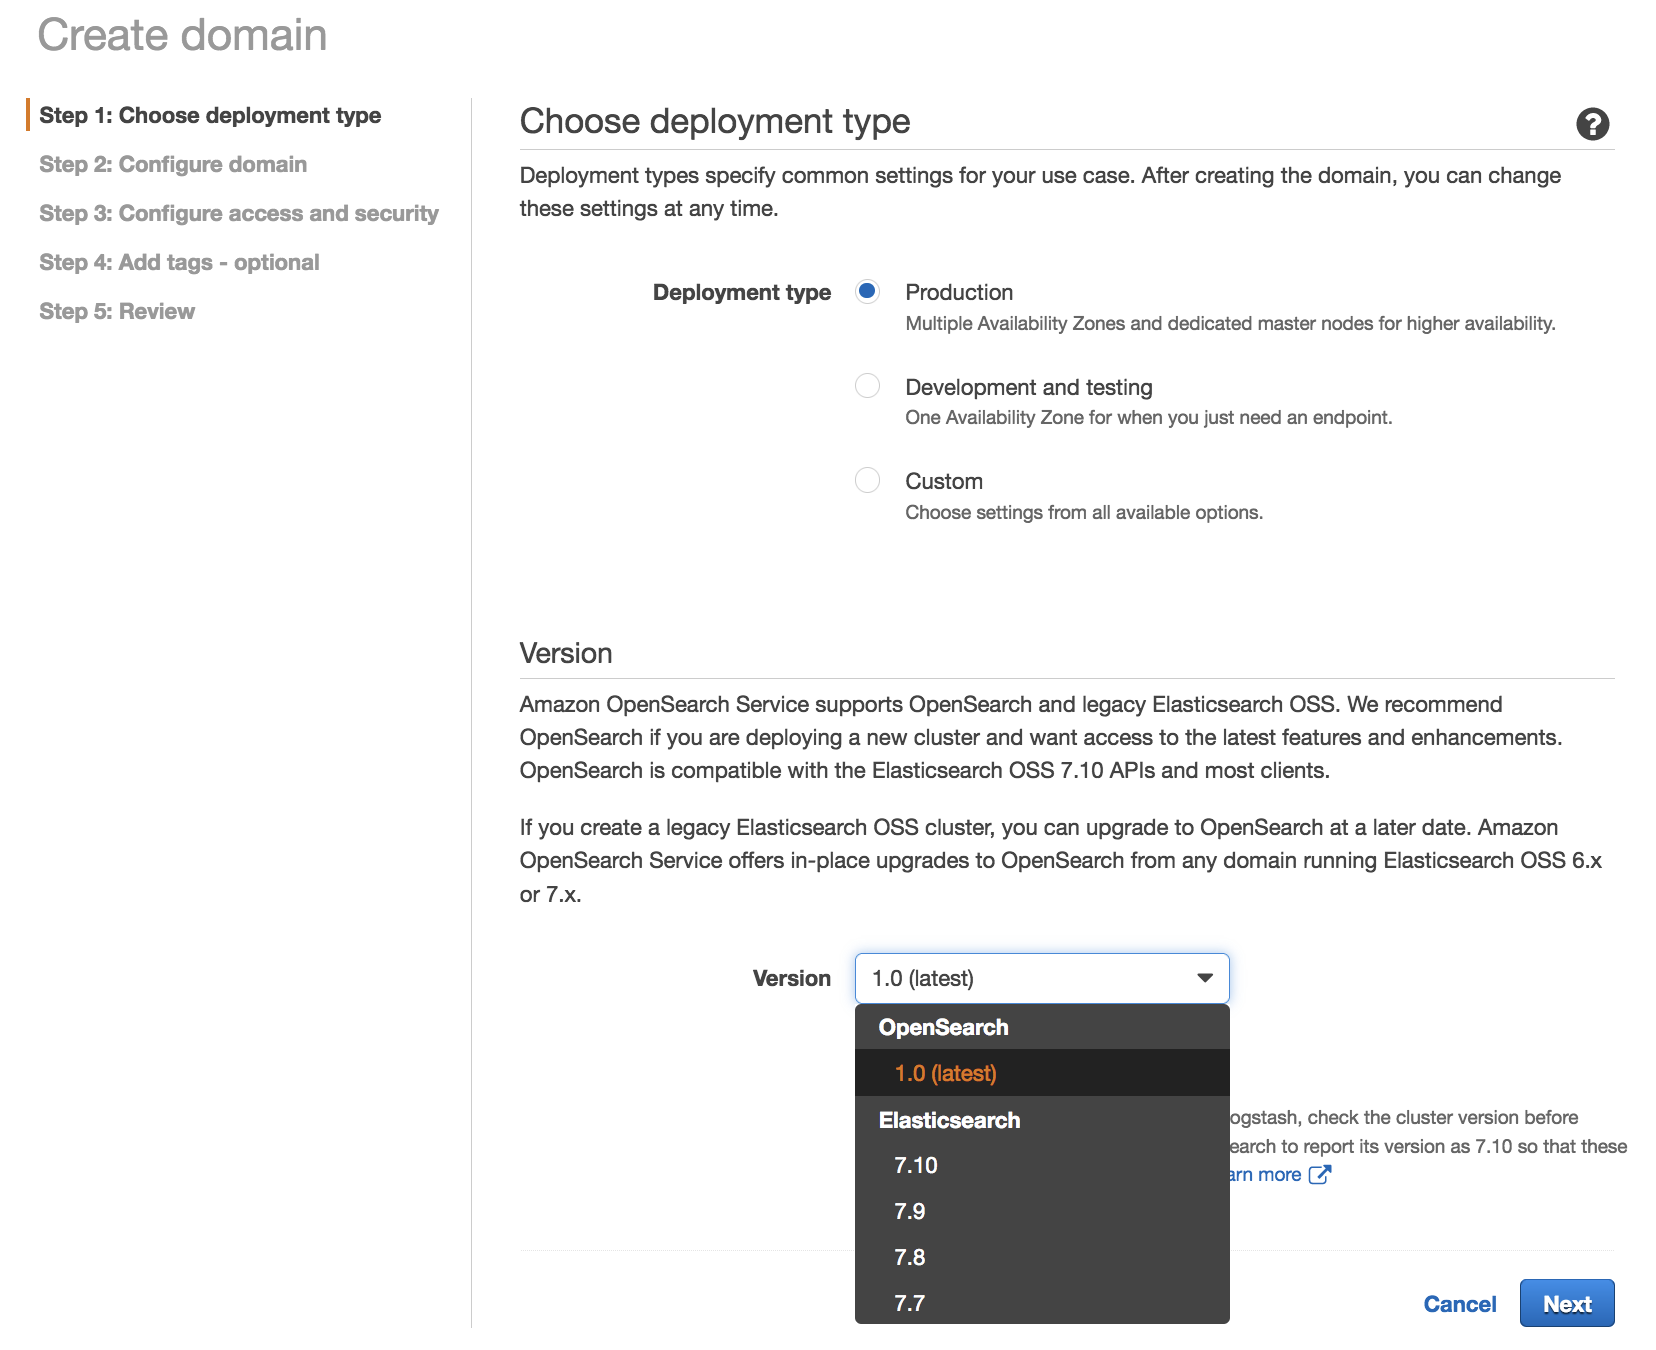 Create domain
Step 1: Choose deployment type
Step 2: Configure domain
Step 3: Configure access and security
Step 4: Add tags - optional
Step 5: Review
Choose deployment type
Deployment types specify common settings for your use case. After creating the domain, you can change
these settings at any time.
Deployment type
Production
Multiple Availability Zones and dedicated master nodes for higher availability.
Development and testing
One Availability Zone for when you just need an endpoint.
Custom
Choose settings from all available options.
Version
Amazon OpenSearch Service supports OpenSearch and legacy Elasticsearch OSS. We recommend
OpenSearch if you are deploying a new cluster and want access to the latest features and enhancements.
OpenSearch is compatible with the Elasticsearch OSS 7.10 APIs and most clients.
If you create a legacy Elasticsearch OSS cluster, you can upgrade to OpenSearch at a later date. Amazon
OpenSearch Service offers in-place upgrades to OpenSearch from any domain running Elasticsearch OSS 6.x
or 7.x.
Version
1.0 (latest)
OpenSearch
1.0 (latest)
Elasticsearch
7.10
7.9
7.8
7.7
ogstash, check the cluster version before
earch to report its version as 7.10 so that these
arn more
Cancel
Next